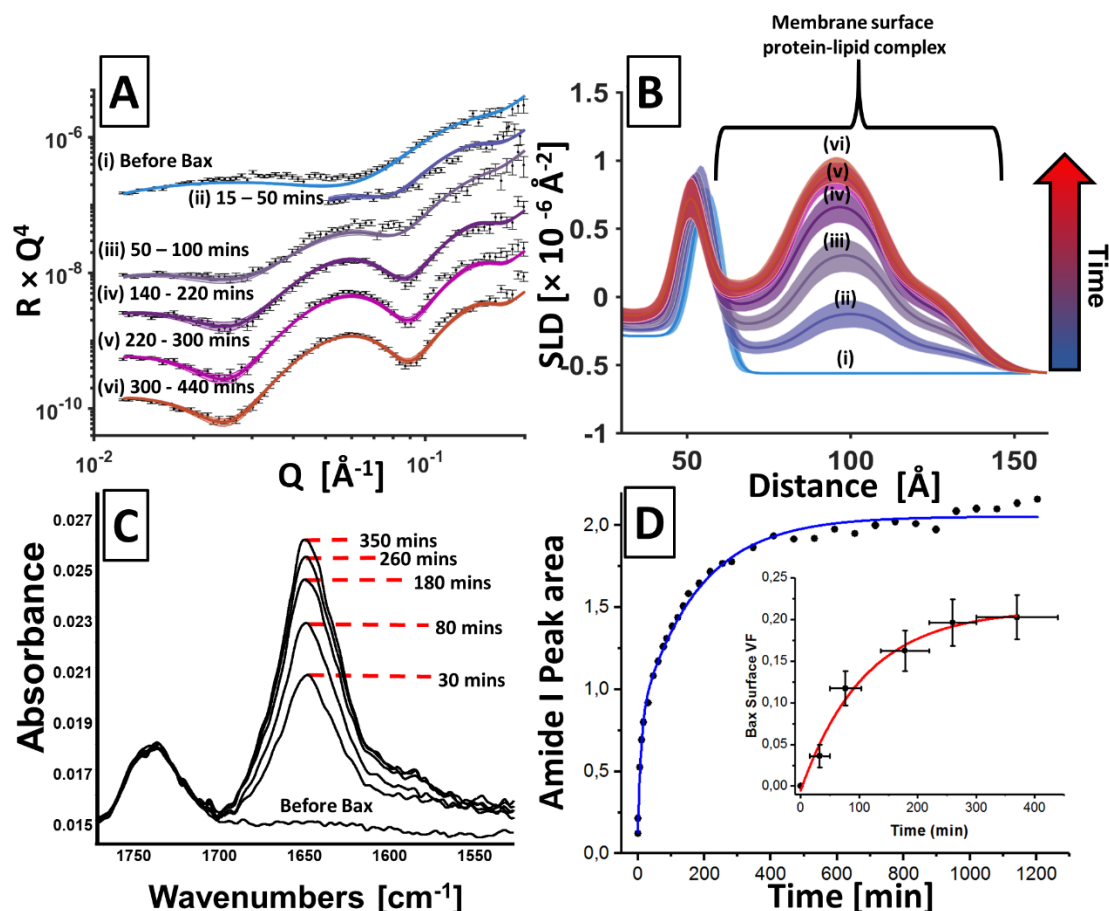 Membrane surface
protein-lipid complex
A
R × Q⁴
10⁻⁶
10⁻⁸
10⁻¹⁰
(i) Before Bax
(ii) 15 – 50 mins
(iii) 50 – 100 mins
(iv) 140 - 220 mins
(v) 220 - 300 mins
(vi) 300 - 440 mins
10⁻² 10⁻¹
Q [Å⁻¹]
B
SLD [× 10⁻⁶ Å⁻²]
1.5
1
0.5
0
-0.5
-1
(vi)
(v)
(iv)
(iii)
(ii)
(i)
Time
50 100 150
Distance [Å]
C
Absorbance
0.027
0.025
0.023
0.021
0.019
0.017
0.015
350 mins
260 mins
180 mins
80 mins
30 mins
Before Bax
1750 1700 1650 1600 1550
Wavenumbers [cm⁻¹]
D
Amide I Peak area
2,0
1,5
1,0
0,5
0,0
0 200 400 600 800 1000 1200
Time [min]
Bax Surface VF
0,25
0,20
0,15
0,10
0,05
0,00
0 100 200 300 400
Time (min)